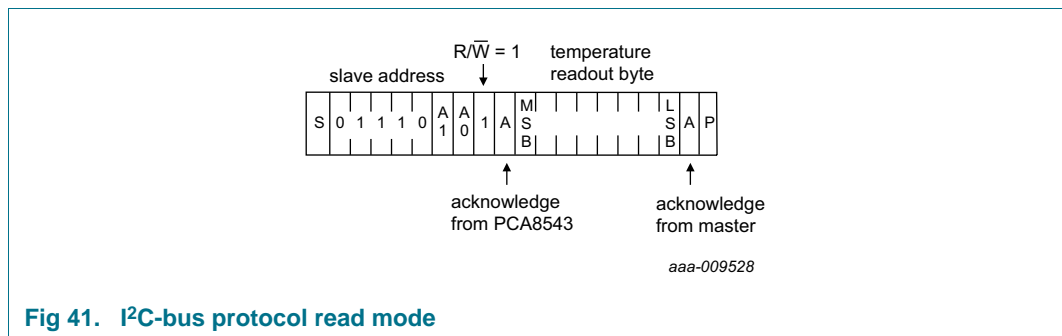 R/W̅ = 1 temperature
slave address readout byte
S 0 1 1 1 0 A1 A0 1 A MSB LSB A P
acknowledge acknowledge
from PCA8543 from master
aaa-009528
Fig 41. I²C-bus protocol read mode